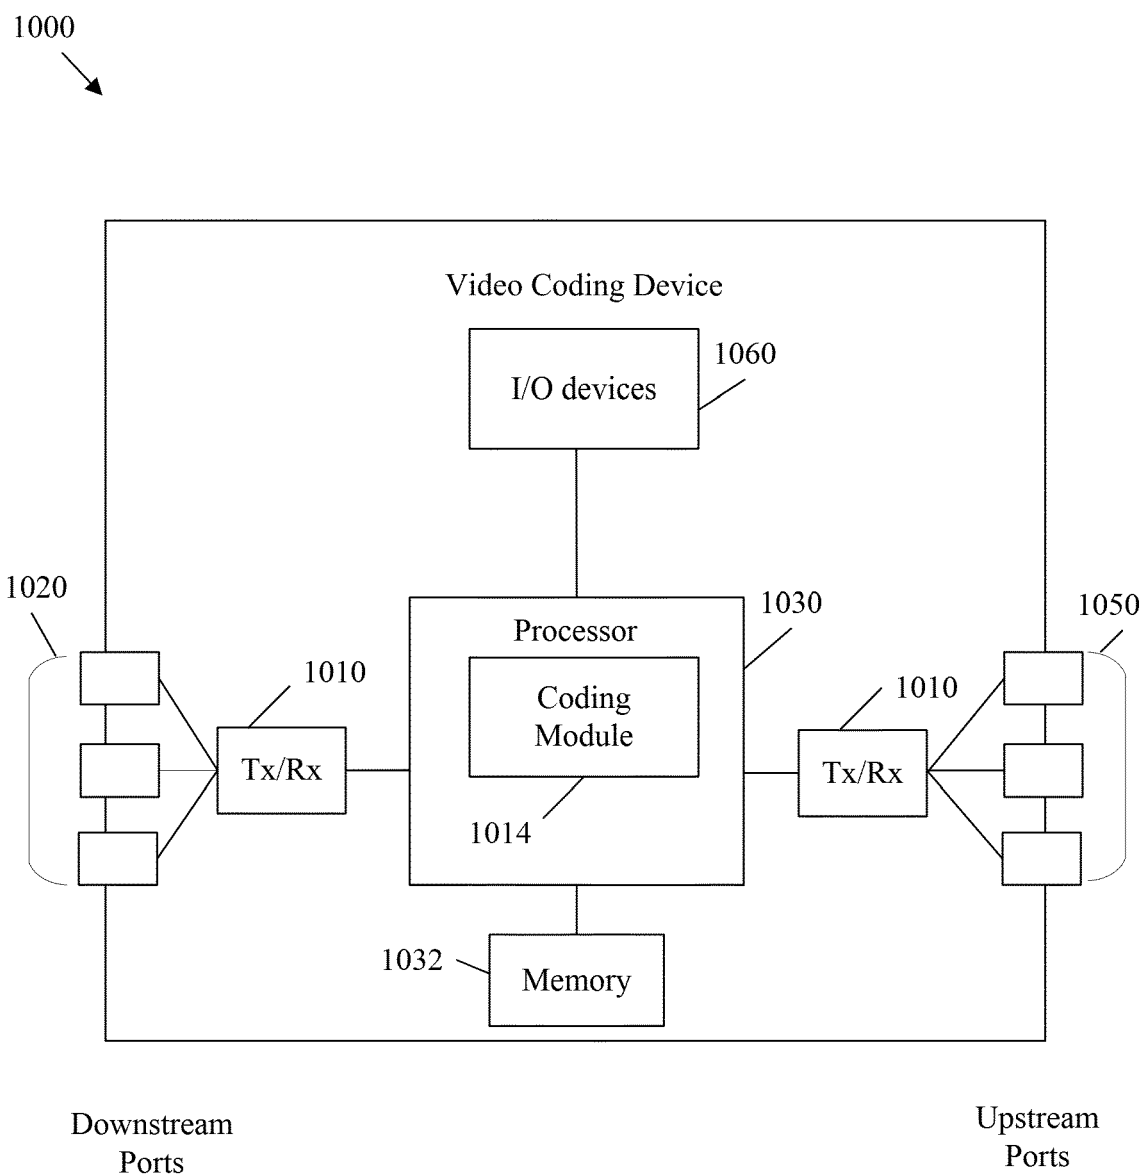 1000
Video Coding Device
1060
I/O devices
1020
1030
1050
Processor
1010
Coding
Module
1010
Tx/Rx
Tx/Rx
1014
1032
Memory
Downstream
Ports
Upstream
Ports